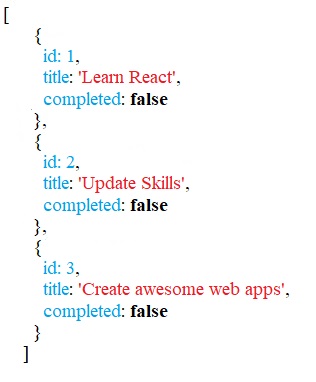 [
{
id: 1,
title: 'Learn React',
completed: false
},
{
id: 2,
title: 'Update Skills',
completed: false
},
{
id: 3,
title: 'Create awesome web apps',
completed: false
}
]